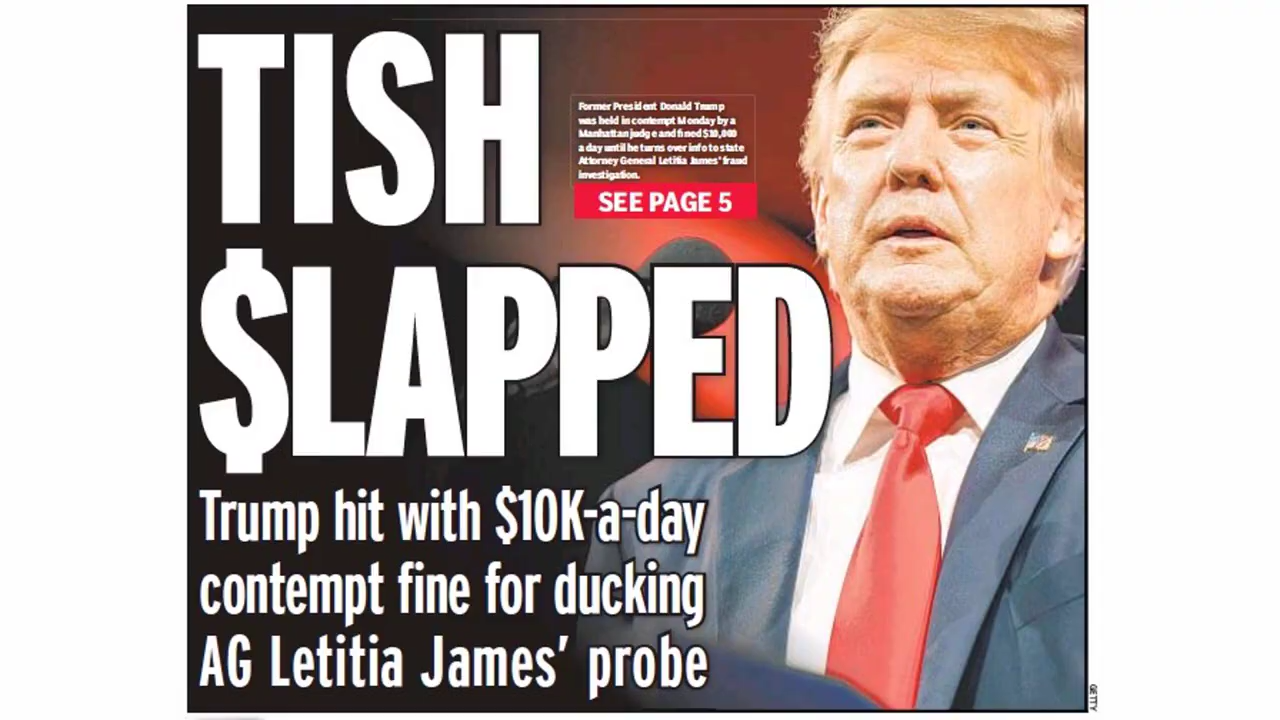 TISH
Former President Donald Trump
was held in contempt Monday by a
Manhattan judge and fined $10,000
a day until he turns over info to state
Attorney General Letitia James' fraud
investigation.
SEE PAGE 5
$LAPPED
Trump hit with $10K-a-day
contempt fine for ducking
AG Letitia James' probe
GETTY